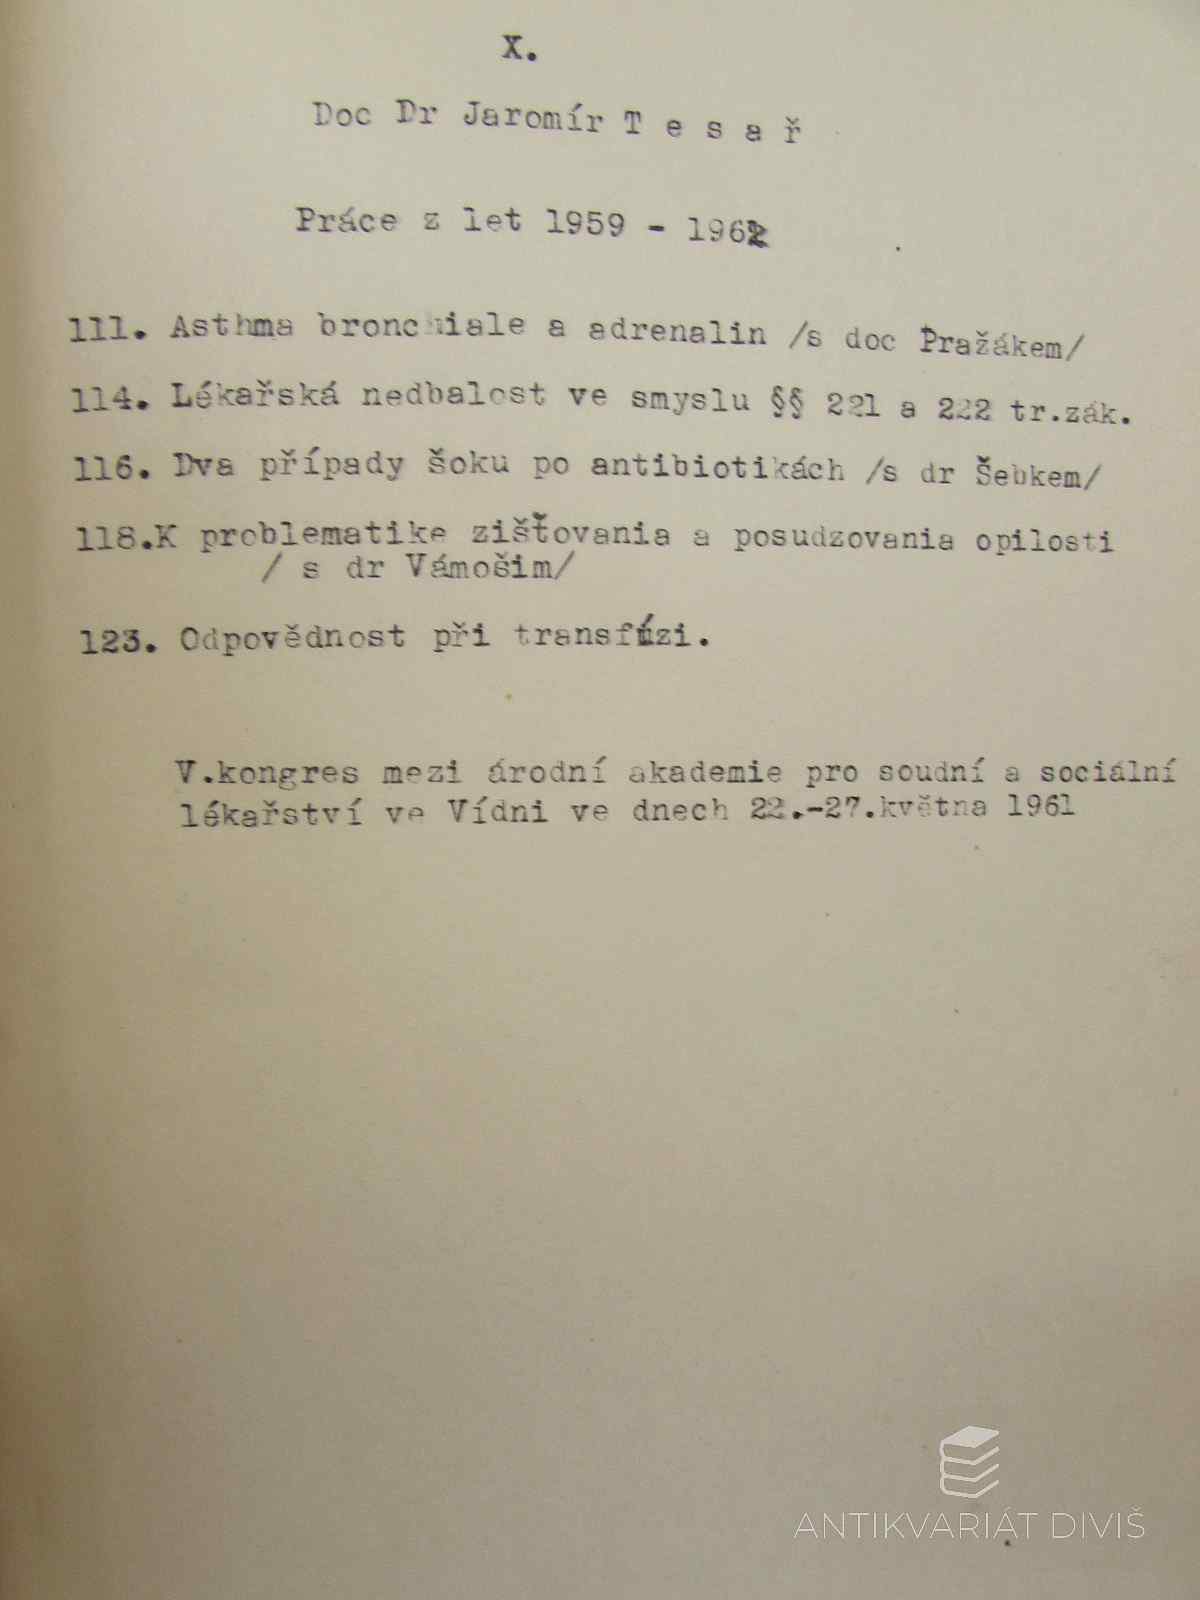 X.
Doc Dr Jaromír T e s a ř
Práce z let 1959 - 1962
111. Asthma bronchiale a adrenalin /s doc Pražákem/
114. Lékařská nedbalost ve smyslu §§ 221 a 222 tr.zák.
116. Dva případy šoku po antibiotikách /s dr Šebkem/
118.K problematike zišťovania a posudzovania opilosti
/ s dr Vámošim/
123. Odpovědnost při transfúzi.
V.kongres mezi árodní akademie pro soudní a sociální
lékařství ve Vídni ve dnech 22.-27.května 1961
ANTIKVARIÁT DIVIŠ